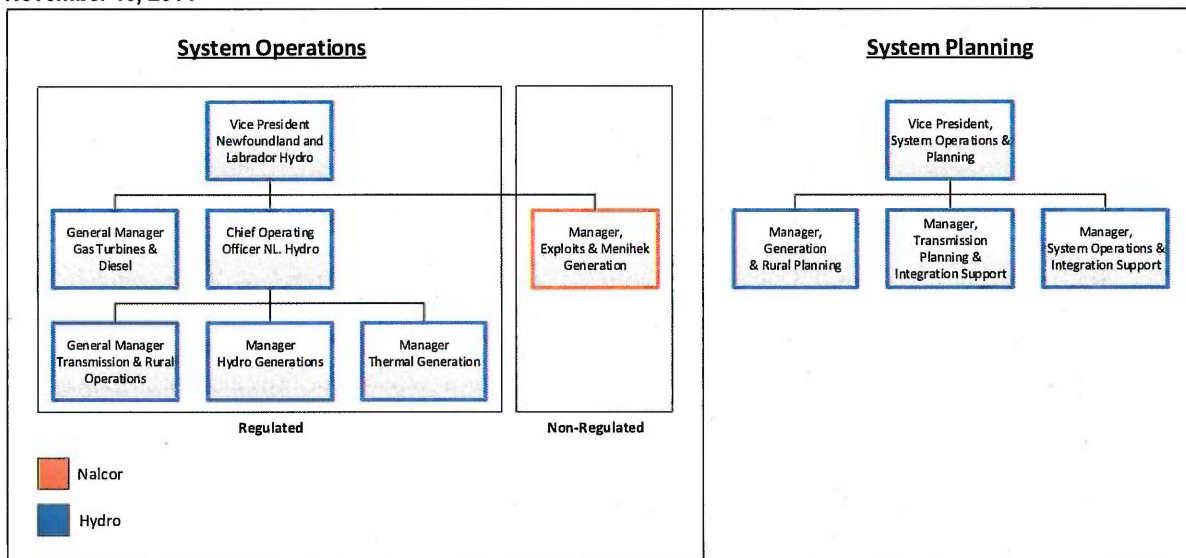 System Operations
Vice President
Newfoundland and
Labrador Hydro
General Manager
Gas Turbines &
Diesel
Chief Operating
Officer NL. Hydro
Manager,
Exploits & Menihek
Generation
General Manager
Transmission & Rural
Operations
Manager
Hydro Generations
Manager
Thermal Generation
Regulated
Non-Regulated
Nalcor
Hydro
System Planning
Vice President,
System Operations &
Planning
Manager,
Generation
& Rural Planning
Manager,
Transmission
Planning &
Integration Support
Manager,
System Operations &
Integration Support